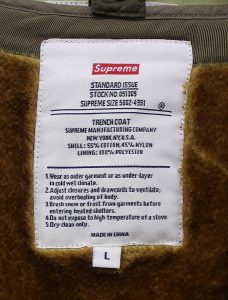 Supreme
STANDARD ISSUE
STOCK NO. 051305
SUPREME SIZE 5002-4991
®
TRENCH COAT
SUPREME MANUFACTURING COMPANY
NEW YORK, N.Y. U.S.A.
SHELL: 55% COTTON, 45% NYLON
LINING: 100% POLYESTER
1. Wear as outer garment or as under-layer
in cold wet climate.
2. Adjust closures and drawcords to ventilate;
avoid overheating of body.
3. Brush snow or frost from garments before
entering heated shelters.
4. Do not expose to high temperature of a stove.
5. Dry clean only.
MADE IN CHINA
L